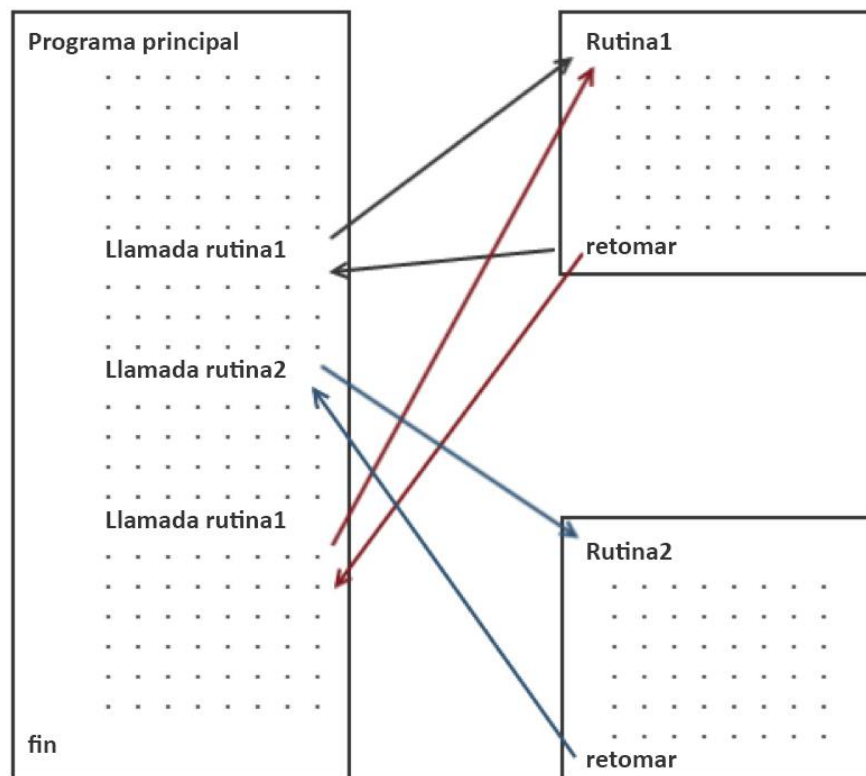 Programa principal
Llamada rutina1
Llamada rutina2
Llamada rutina1
fin
Rutina1
retomar
Rutina2
retomar